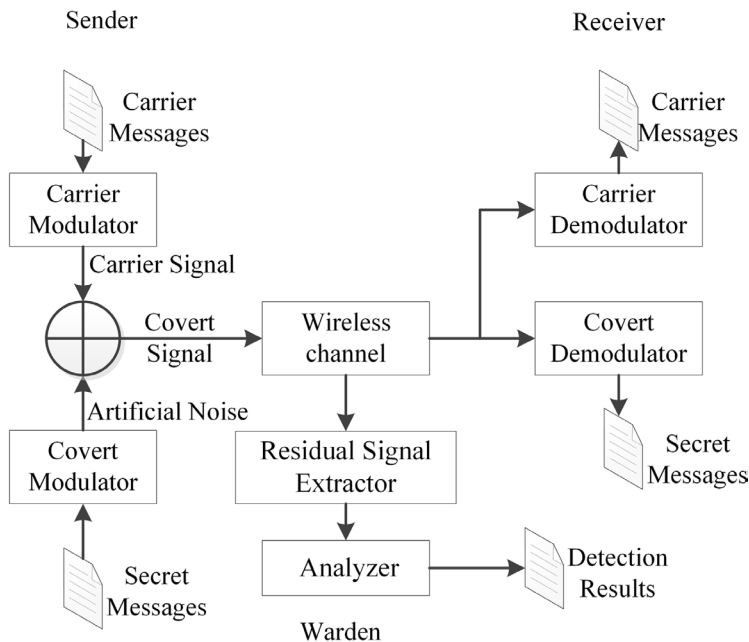 Sender
Receiver
Carrier
Messages
Carrier
Messages
Carrier
Modulator
Carrier
Demodulator
Carrier Signal
Covert
Signal
Wireless
channel
Covert
Demodulator
Artificial Noise
Covert
Modulator
Residual Signal
Extractor
Secret
Messages
Secret
Messages
Analyzer
Detection
Results
Warden